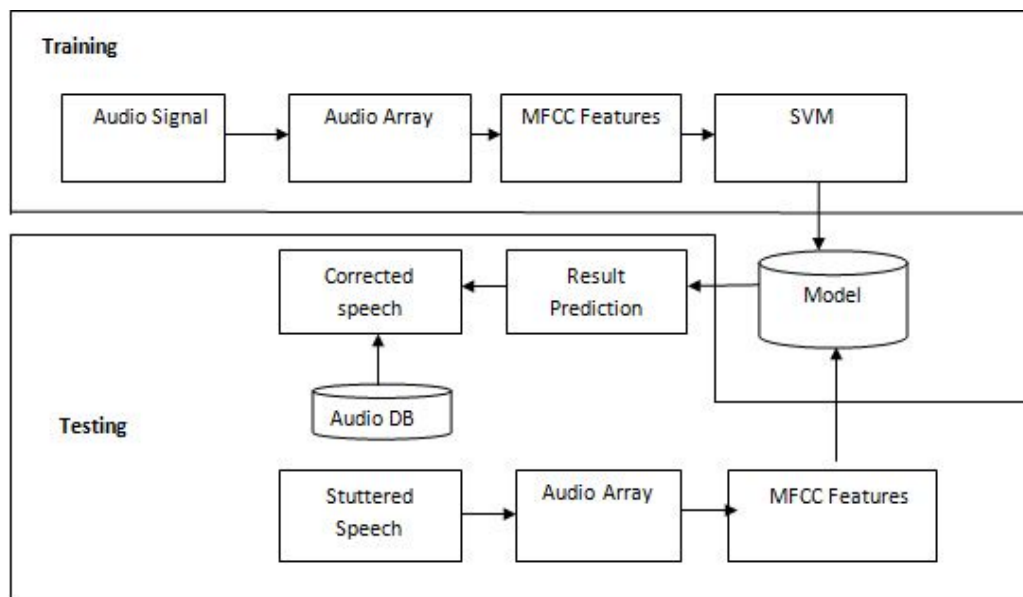 Training
Audio Signal
Audio Array
MFCC Features
SVM
Corrected
speech
Result
Prediction
Model
Audio DB
Testing
Stuttered
Speech
Audio Array
MFCC Features